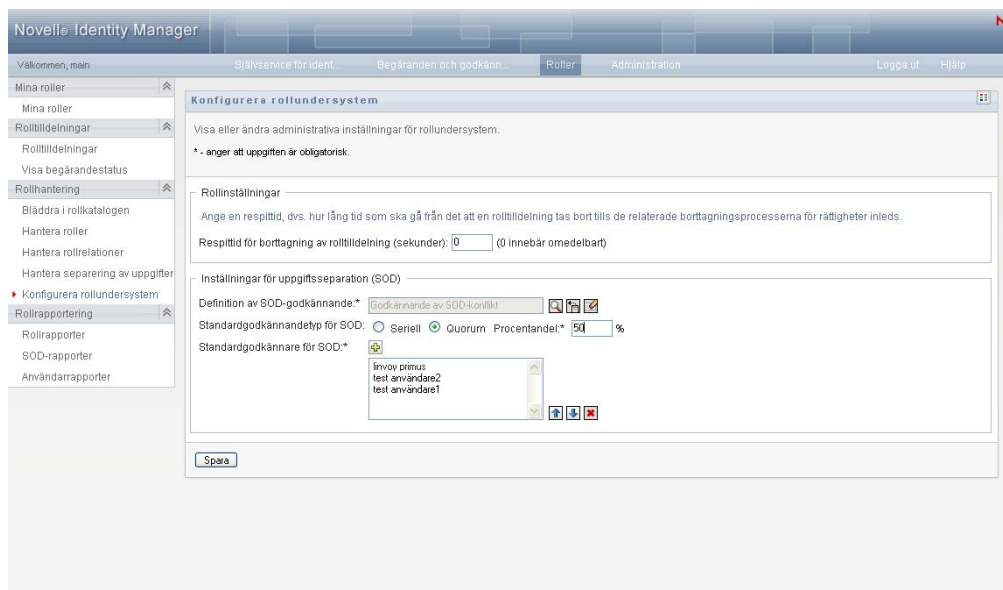 Novell® Identity Manager
Välkommen, main
Självservice för ident... Begäranden och godkänn... Roller Administration Logga ut Hjälp
Mina roller
Mina roller
Rolltilldelningar
Rolltilldelningar
Visa begärandestatus
Rollhantering
Bläddra i rollkatalogen
Hantera roller
Hantera rollrelationer
Hantera separering av uppgifter
Konfigurera rollundersystem
Rollrapportering
Rollrapporter
SOD-rapporter
Användarrapporter
Konfigurera rollundersystem
Visa eller ändra administrativa inställningar för rollundersystem.
* - anger att uppgiften är obligatorisk.
Rollinställningar
Ange en respittid, dvs. hur lång tid som ska gå från det att en rolltilldelning tas bort tills de relaterade borttagningsprocesserna för rättigheter inleds.
Respittid för borttagning av rolltilldelning (sekunder): 0 (0 innebär omedelbart)
Inställningar för uppgiftsseparation (SOD)
Definition av SOD-godkännande:* Godkännande av SOD-konflikt
Standardgodkännandetyp för SOD: Seriell Quorum Procentandel:* 50 %
Standardgodkännare för SOD:*
linvoy primus
test användare2
test användare1
Spara